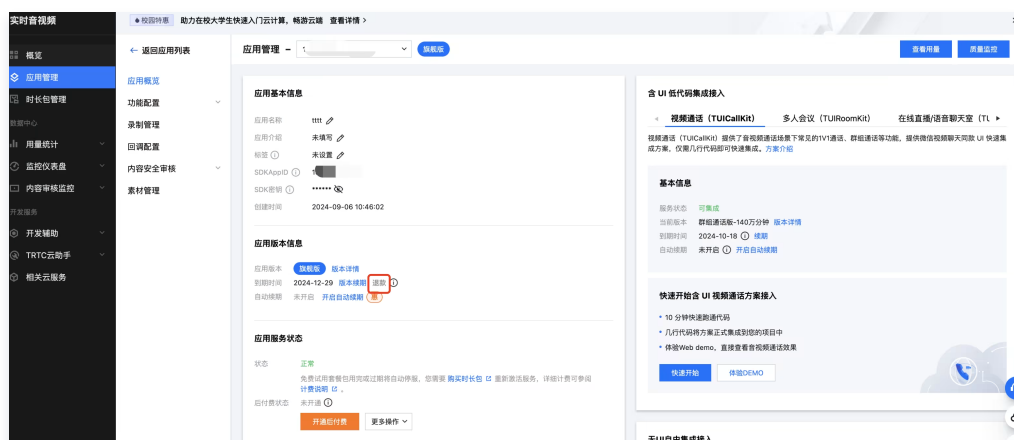 实时音视频
校园特惠 助力在校大学生快速入门云计算，畅游云端 查看详情 >
概览
应用管理
时长包管理
数据中心
用量统计
监控仪表盘
内容审核监控
开发服务
开发辅助
TRTC云助手
相关云服务
← 返回应用列表
应用概览
功能配置
录制管理
回调配置
内容安全审核
素材管理
应用管理 – 1 旗舰版
查看用量 质量监控
应用基本信息
应用名称 tttt
应用介绍 未填写
标签 未设置
SDKAppID 1
SDK密钥 ······
创建时间 2024-09-06 10:46:02
应用版本信息
应用版本 旗舰版 版本详情
到期时间 2024-12-29 版本续期 退款
自动续期 未开启 开启自动续期 惠
应用服务状态
状态 正常
免费试用套餐包用完或过期将自动停服，您需要 购买时长包 重新激活服务，详细计费可参阅
计费说明 。
后付费状态 未开通
开通后付费 更多操作
含 UI 低代码集成接入
视频通话（TUICallKit） 多人会议（TUIRoomKit） 在线直播/语音聊天室（TL
视频通话（TUICallKit）提供了音视频通话场景下常见的1V1通话、群组通话等功能，提供微信视频聊天同款 UI 快速集
成方案，仅需几行代码即可快速集成。方案介绍
基本信息
服务状态 可集成
当前版本 群组通话版-140万分钟 版本详情
到期时间 2024-10-18 续期
自动续期 未开启 开启自动续期
快速开始含 UI 视频通话方案接入
• 10 分钟快速跑通代码
• 几行代码将方案正式集成到您的项目中
• 体验Web demo，直接查看音视频通话效果
快速开始 体验DEMO
无UI自由集成接入